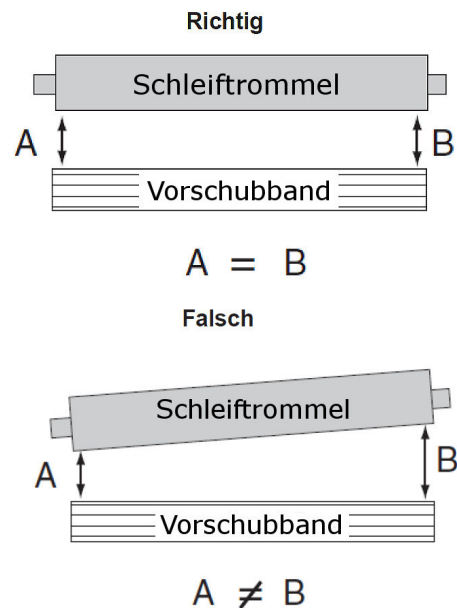 Richtig
Schleiftrommel
A B
Vorschubband
A = B
Falsch
Schleiftrommel
A B
Vorschubband
A ≠ B